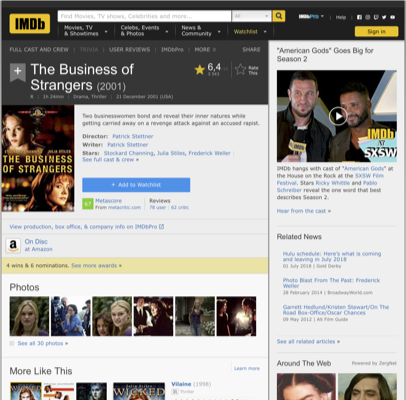 IMDb
Find Movies, TV shows, Celebrities and more...
All
IMDbPro
Help
Movies, TV & Showtimes
Celebs, Events & Photos
News & Community
Watchlist
Sign in
FULL CAST AND CREW
TRIVIA
USER REVIEWS
IMDbPro
MORE
SHARE
The Business of Strangers (2001)
6,4
Rate This
R
1h 24min
Drama, Thriller
21 December 2001 (USA)
THE BUSINESS OF STRANGERS
Two businesswomen bond and reveal their inner natures while getting carried away on a revenge attack against an accused rapist.
Director: Patrick Stettner
Writer: Patrick Stettner
Stars: Stockard Channing, Julia Stiles, Frederick Weller
See full cast & crew »
+ Add to Watchlist
Metascore
From metacritic.com
Reviews
78 user
62 critic
View production, box office, & company info on IMDbPro
On Disc
at Amazon
4 wins & 6 nominations. See more awards »
Photos
See all 30 photos »
More Like This
Learn more
Vilaine (1998)
"American Gods" Goes Big for Season 2
IMDb
at
SXSW
IMDb hangs with cast of "American Gods" at the House on the Rock at the SXSW Film Festival. Stars Ricky Whittle and Pablo Schreiber reveal the one word that best describes Season 2.
Hear from the cast »
Related News
Hulu schedule: Here's what is coming and leaving in July 2018
01 July 2018 | Gold Derby
Photo Blast From The Past: Frederick Weller
28 February 2014 | BroadwayWorld.com
Garrett Hedlund/Kristen Stewart/On The Road Box-Office/Oscar Chances
09 May 2012 | Alt Film Guide
See all related articles »
Around The Web
Powered by ZergNet